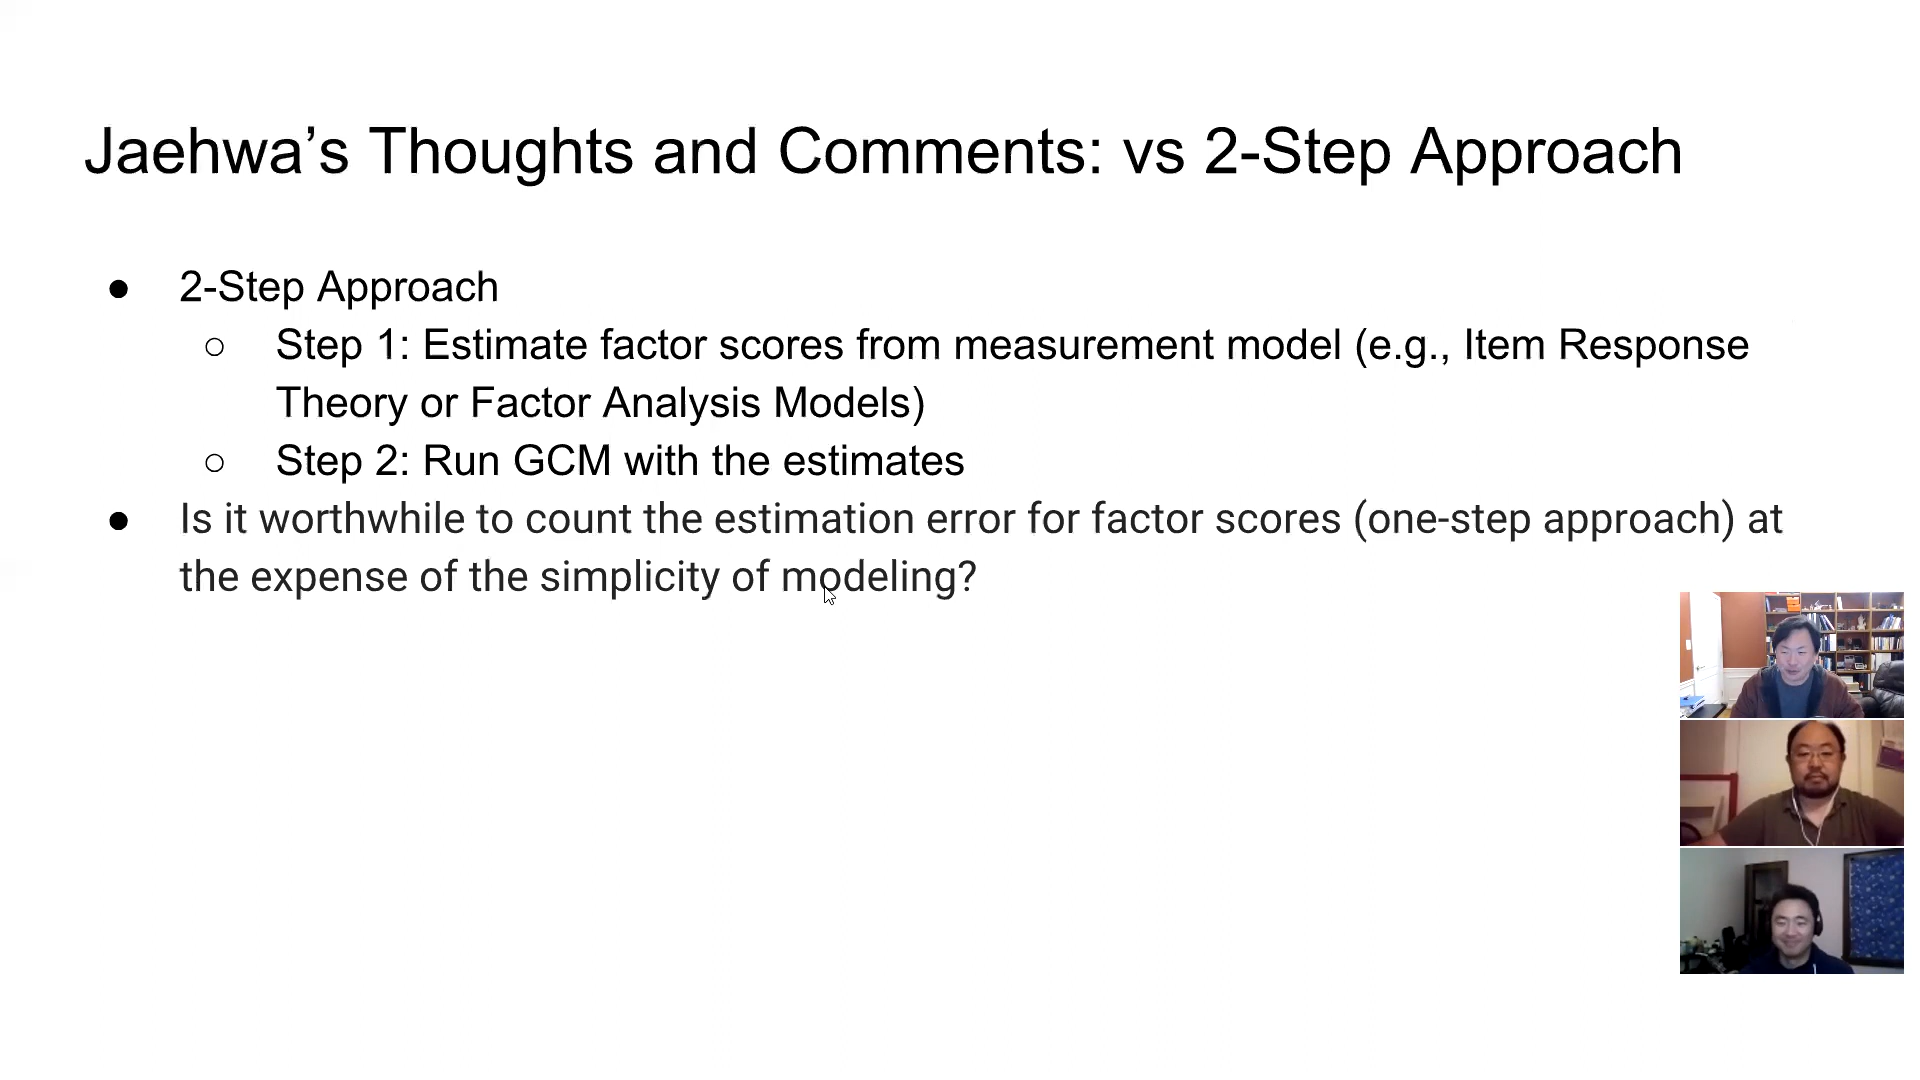 Jaehwa’s Thoughts and Comments: vs 2-Step Approach
● 2-Step Approach
○ Step 1: Estimate factor scores from measurement model (e.g., Item Response
Theory or Factor Analysis Models)
○ Step 2: Run GCM with the estimates
● Is it worthwhile to count the estimation error for factor scores (one-step approach) at
the expense of the simplicity of modeling?